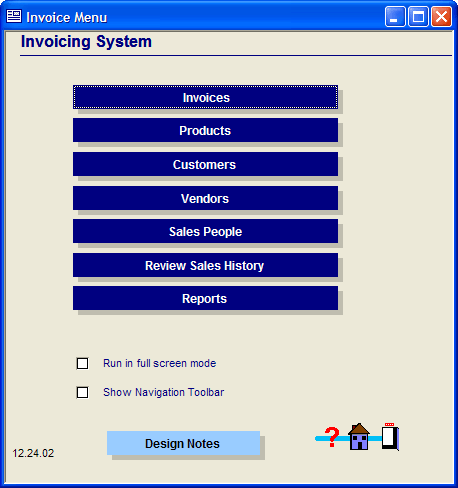 Invoice Menu
Invoicing System
Invoices
Products
Customers
Vendors
Sales People
Review Sales History
Reports
Run in full screen mode
Show Navigation Toolbar
Design Notes
?
12.24.02